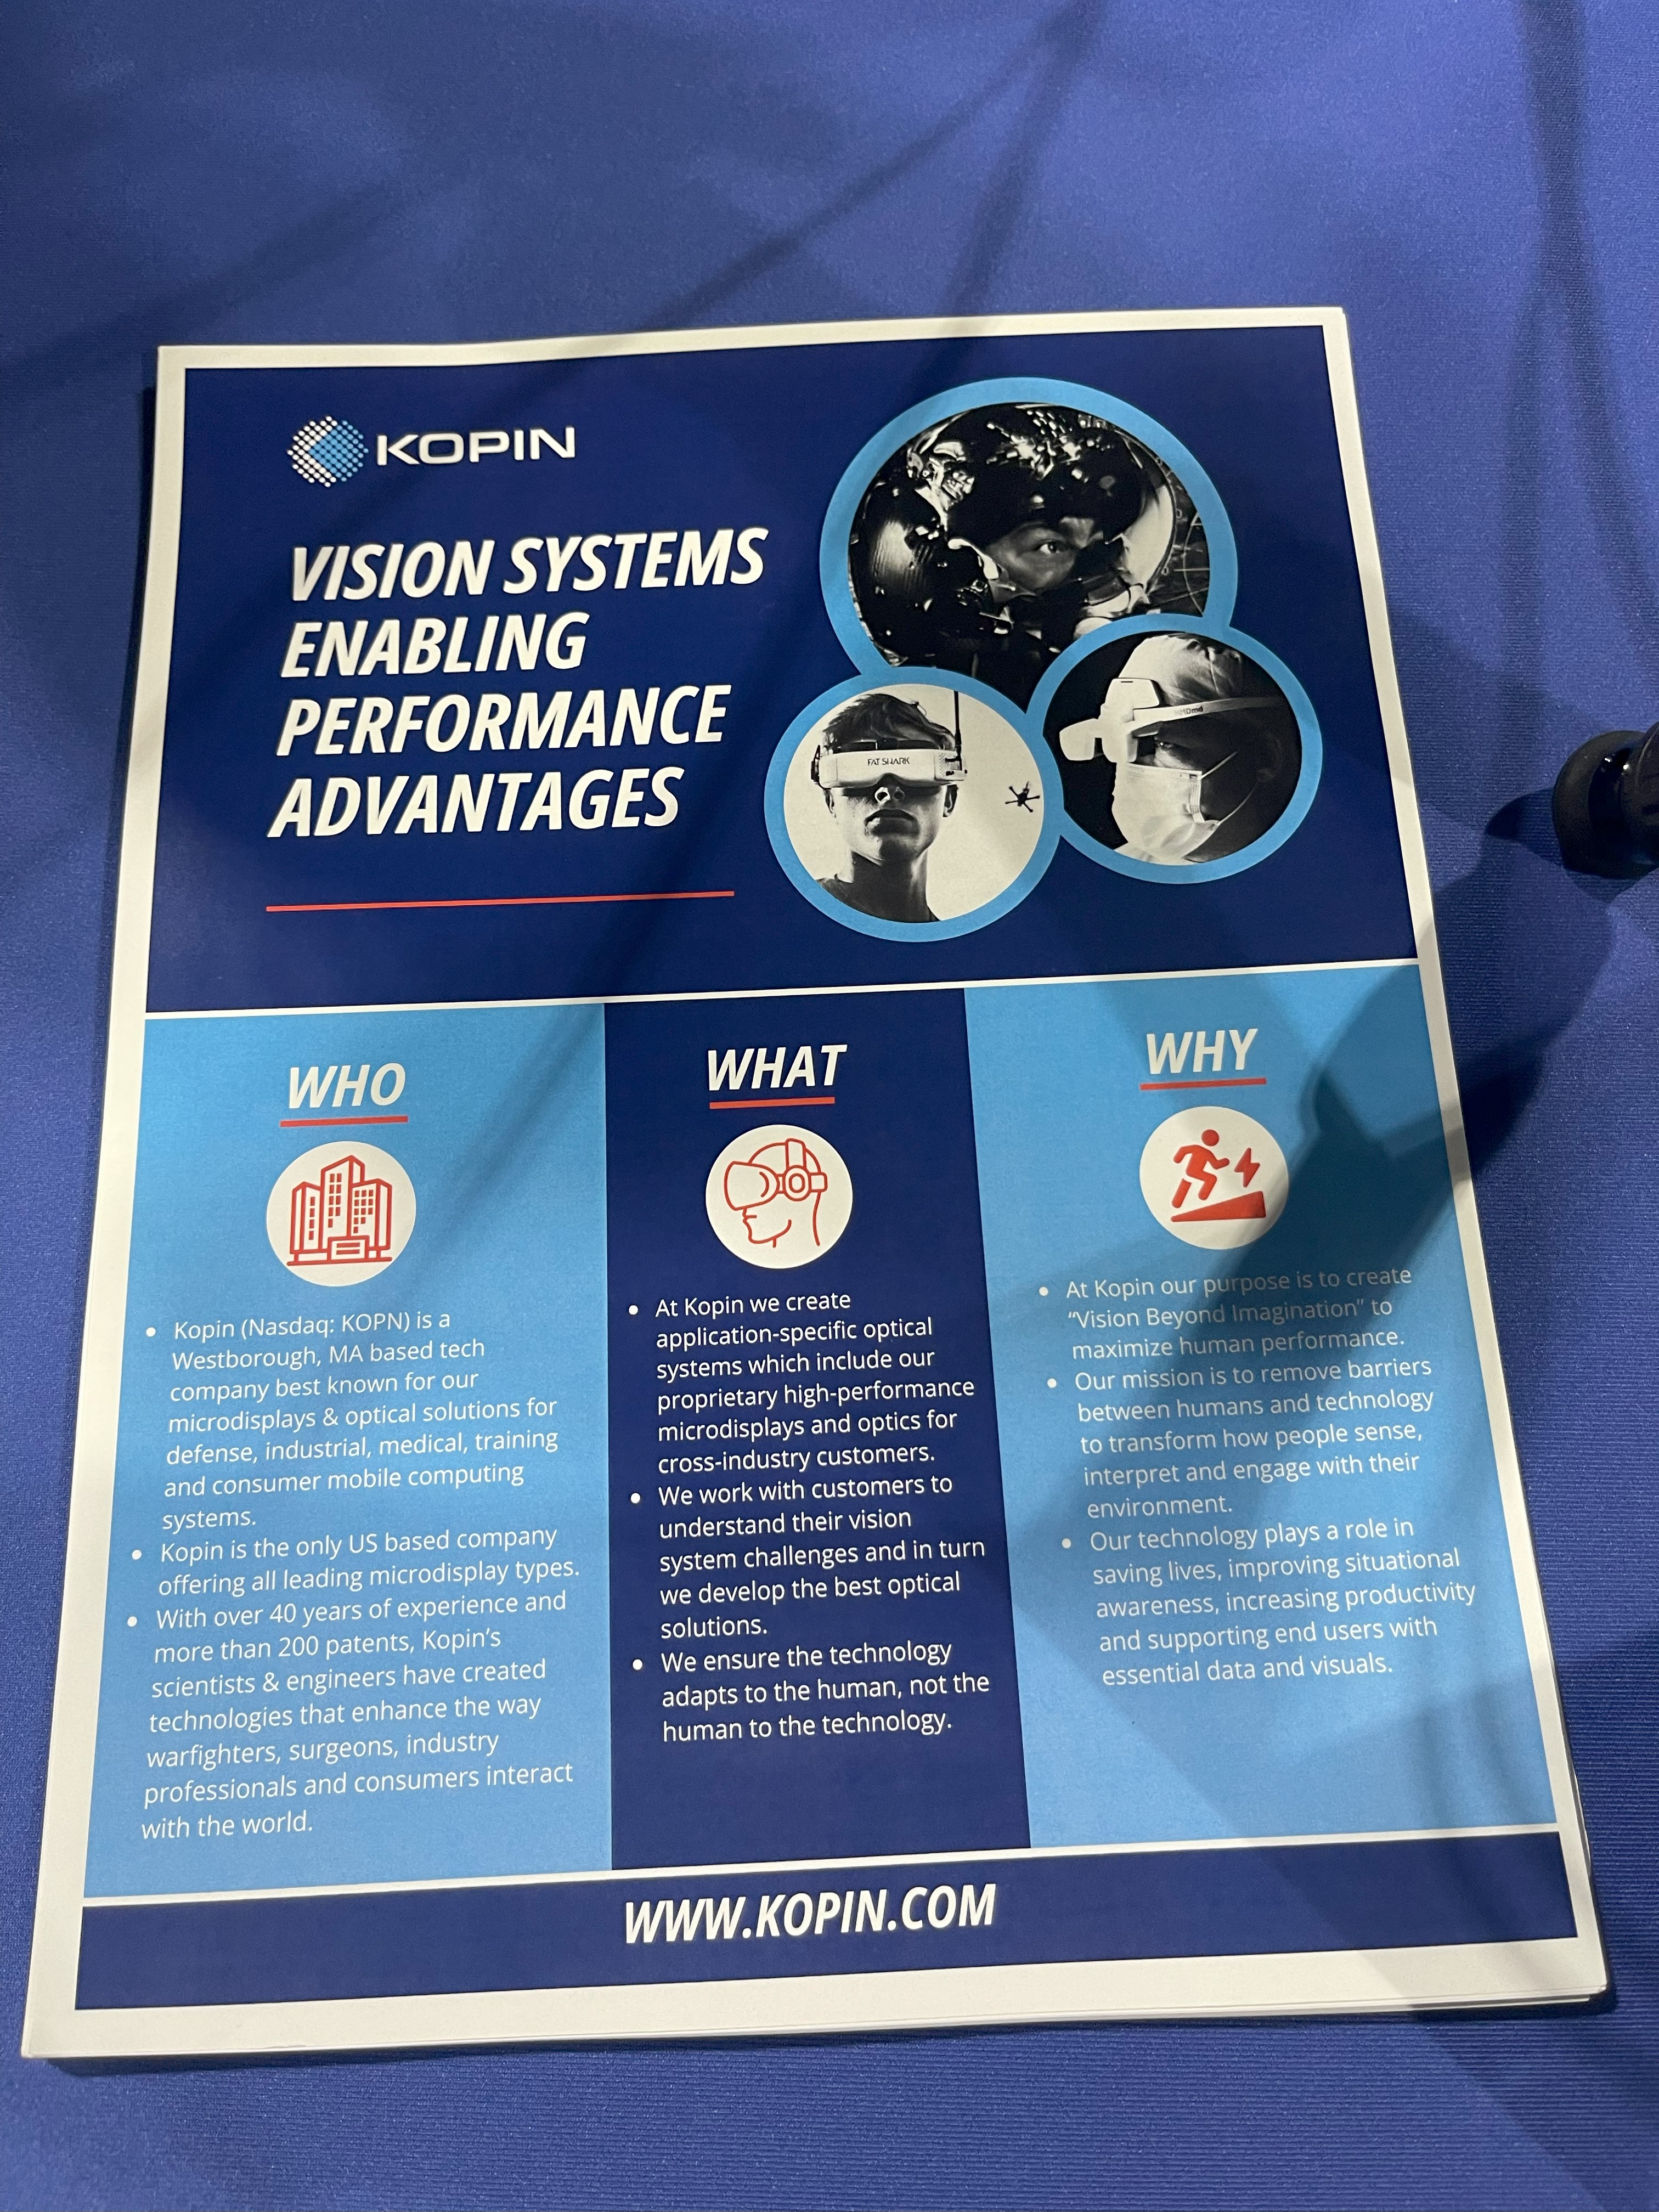 KOPIN
VISION SYSTEMS
ENABLING
PERFORMANCE
ADVANTAGES
FAT SHARK
HMDmd
WHO
Kopin (Nasdaq: KOPN) is a
Westborough, MA based tech
company best known for our
microdisplays & optical solutions for
defense, industrial, medical, training
and consumer mobile computing
systems.
Kopin is the only US based company
offering all leading microdisplay types.
With over 40 years of experience and
more than 200 patents, Kopin's
scientists & engineers have created
technologies that enhance the way
warfighters, surgeons, industry
professionals and consumers interact
with the world.
WHAT
At Kopin we create
application-specific optical
systems which include our
proprietary high-performance
microdisplays and optics for
cross-industry customers.
We work with customers to
understand their vision
system challenges and in turn
we develop the best optical
solutions.
We ensure the technology
adapts to the human, not the
human to the technology.
WHY
At Kopin our purpose is to create
“Vision Beyond Imagination” to
maximize human performance.
Our mission is to remove barriers
between humans and technology
to transform how people sense,
interpret and engage with their
environment.
Our technology plays a role in
saving lives, improving situational
awareness, increasing productivity
and supporting end users with
essential data and visuals.
WWW.KOPIN.COM